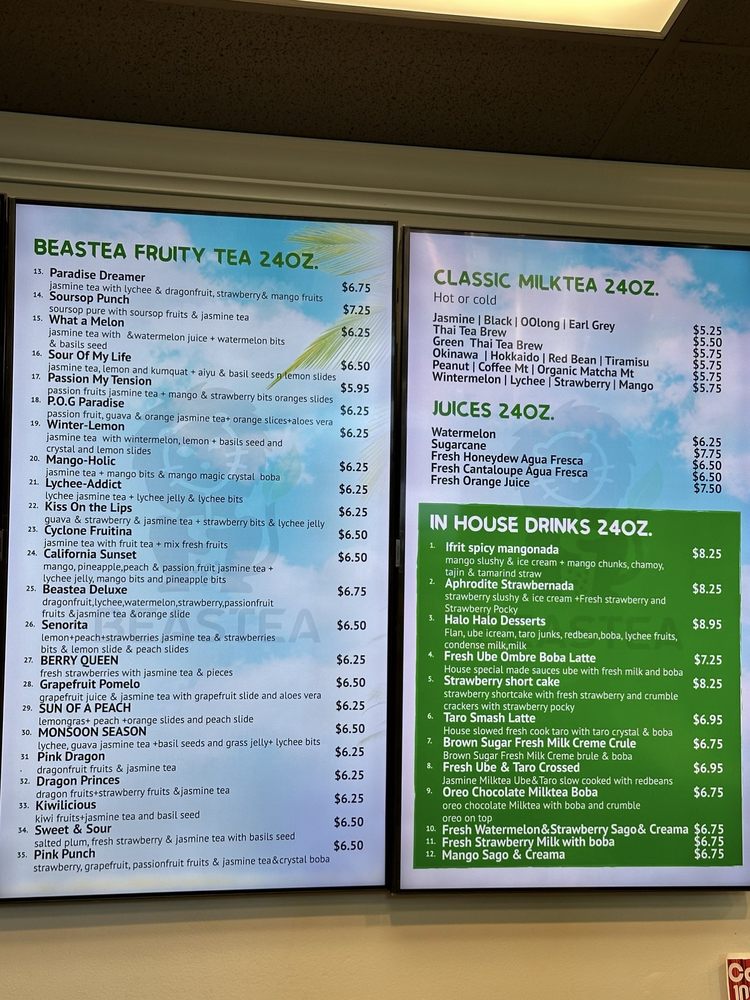 BEASTEA FRUITY TEA 24OZ.
13. Paradise Dreamer $6.75
jasmine tea with lychee & dragonfruit, strawberry& mango fruits
14. Soursop Punch $7.25
soursop pure with soursop fruits & jasmine tea
15. What a Melon $6.25
jasmine tea with &watermelon juice + watermelon bits
& basils seed
16. Sour Of My Life $6.50
jasmine tea, lemon and kumquat + aiyu & basil seeds n lemon slides
17. Passion My Tension $5.95
passion fruits jasmine tea + mango & strawberry bits oranges slides
18. P.O.G Paradise $6.25
passion fruit, guava & orange jasmine tea+ orange slices+aloes vera
19. Winter-Lemon $6.25
jasmine tea with wintermelon, lemon + basils seed and
crystal and lemon slides
20. Mango-Holic $6.25
jasmine tea + mango bits & mango magic crystal boba
21. Lychee-Addict $6.25
lychee jasmine tea + lychee jelly & lychee bits
22. Kiss On the Lips $6.25
guava & strawberry & jasmine tea + strawberry bits & lychee jelly
23. Cyclone Fruitina $6.50
jasmine tea with fruit tea + mix fresh fruits
24. California Sunset $6.50
mango, pineapple,peach & passion fruit jasmine tea +
lychee jelly, mango bits and pineapple bits
25. Beastea Deluxe $6.75
dragonfruit,lychee,watermelon,strawberry,passionfruit
fruits &jasmine tea &orange slide
26. Senorita $6.50
lemon+peach+strawberries jasmine tea & strawberries
bits & lemon slide & peach slides
27. BERRY QUEEN $6.25
fresh strawberries with jasmine tea & pieces
28. Grapefruit Pomelo $6.50
grapefruit juice & jasmine tea with grapefruit slide and aloes vera
29. SUN OF A PEACH $6.25
lemongras+ peach +orange slides and peach slide
30. MONSOON SEASON $6.50
lychee, guava jasmine tea +basil seeds and grass jelly+ lychee bits
31 Pink Dragon $6.25
. dragonfruit fruits & jasmine tea
32. Dragon Princes $6.25
dragon fruits+strawberry fruits &jasmine tea
33. Kiwilicious $6.25
kiwi fruits+jasmine tea and basil seed
34. Sweet & Sour $6.50
salted plum, fresh strawberry & jasmine tea with basils seed
35. Pink Punch $6.50
strawberry, grapefruit, passionfruit fruits & jasmine tea&crystal boba
BEASTEA
CLASSIC MILKTEA 24OZ.
Hot or cold
Jasmine | Black | OOlong | Earl Grey $5.25
Thai Tea Brew $5.50
Green Thai Tea Brew $5.75
Okinawa | Hokkaido | Red Bean | Tiramisu $5.75
Peanut | Coffee Mt | Organic Matcha Mt $5.75
Wintermelon | Lychee | Strawberry | Mango $5.75
JUICES 24OZ.
Watermelon $6.25
Sugarcane $7.75
Fresh Honeydew Agua Fresca $6.50
Fresh Cantaloupe Agua Fresca $6.50
Fresh Orange Juice $7.50
IN HOUSE DRINKS 24OZ.
1. Ifrit spicy mangonada $8.25
mango slushy & ice cream + mango chunks, chamoy,
tajin & tamarind straw
2. Aphrodite Strawbernada $8.25
strawberry slushy & ice cream +Fresh strawberry and
Strawberry Pocky
3. Halo Halo Desserts $8.95
Flan, ube icream, taro junks, redbean,boba, lychee fruits,
condense milk,milk
4. Fresh Ube Ombre Boba Latte $7.25
House special made sauces ube with fresh milk and boba
5. Strawberry short cake $8.25
strawberry shortcake with fresh strawberry and crumble
crackers with strawberry pocky
6. Taro Smash Latte $6.95
House slowed fresh cook taro with taro crystal & boba
7. Brown Sugar Fresh Milk Creme Crule $6.75
Brown Sugar Fresh Milk Creme brule & boba
8. Fresh Ube & Taro Crossed $6.95
Jasmine Milktea Ube&Taro slow cooked with redbeans
9. Oreo Chocolate Milktea Boba $6.75
oreo chocolate Milktea with boba and crumble
oreo on top
10. Fresh Watermelon&Strawberry Sago& Creama $6.75
11. Fresh Strawberry Milk with boba $6.75
12. Mango Sago & Creama $6.75